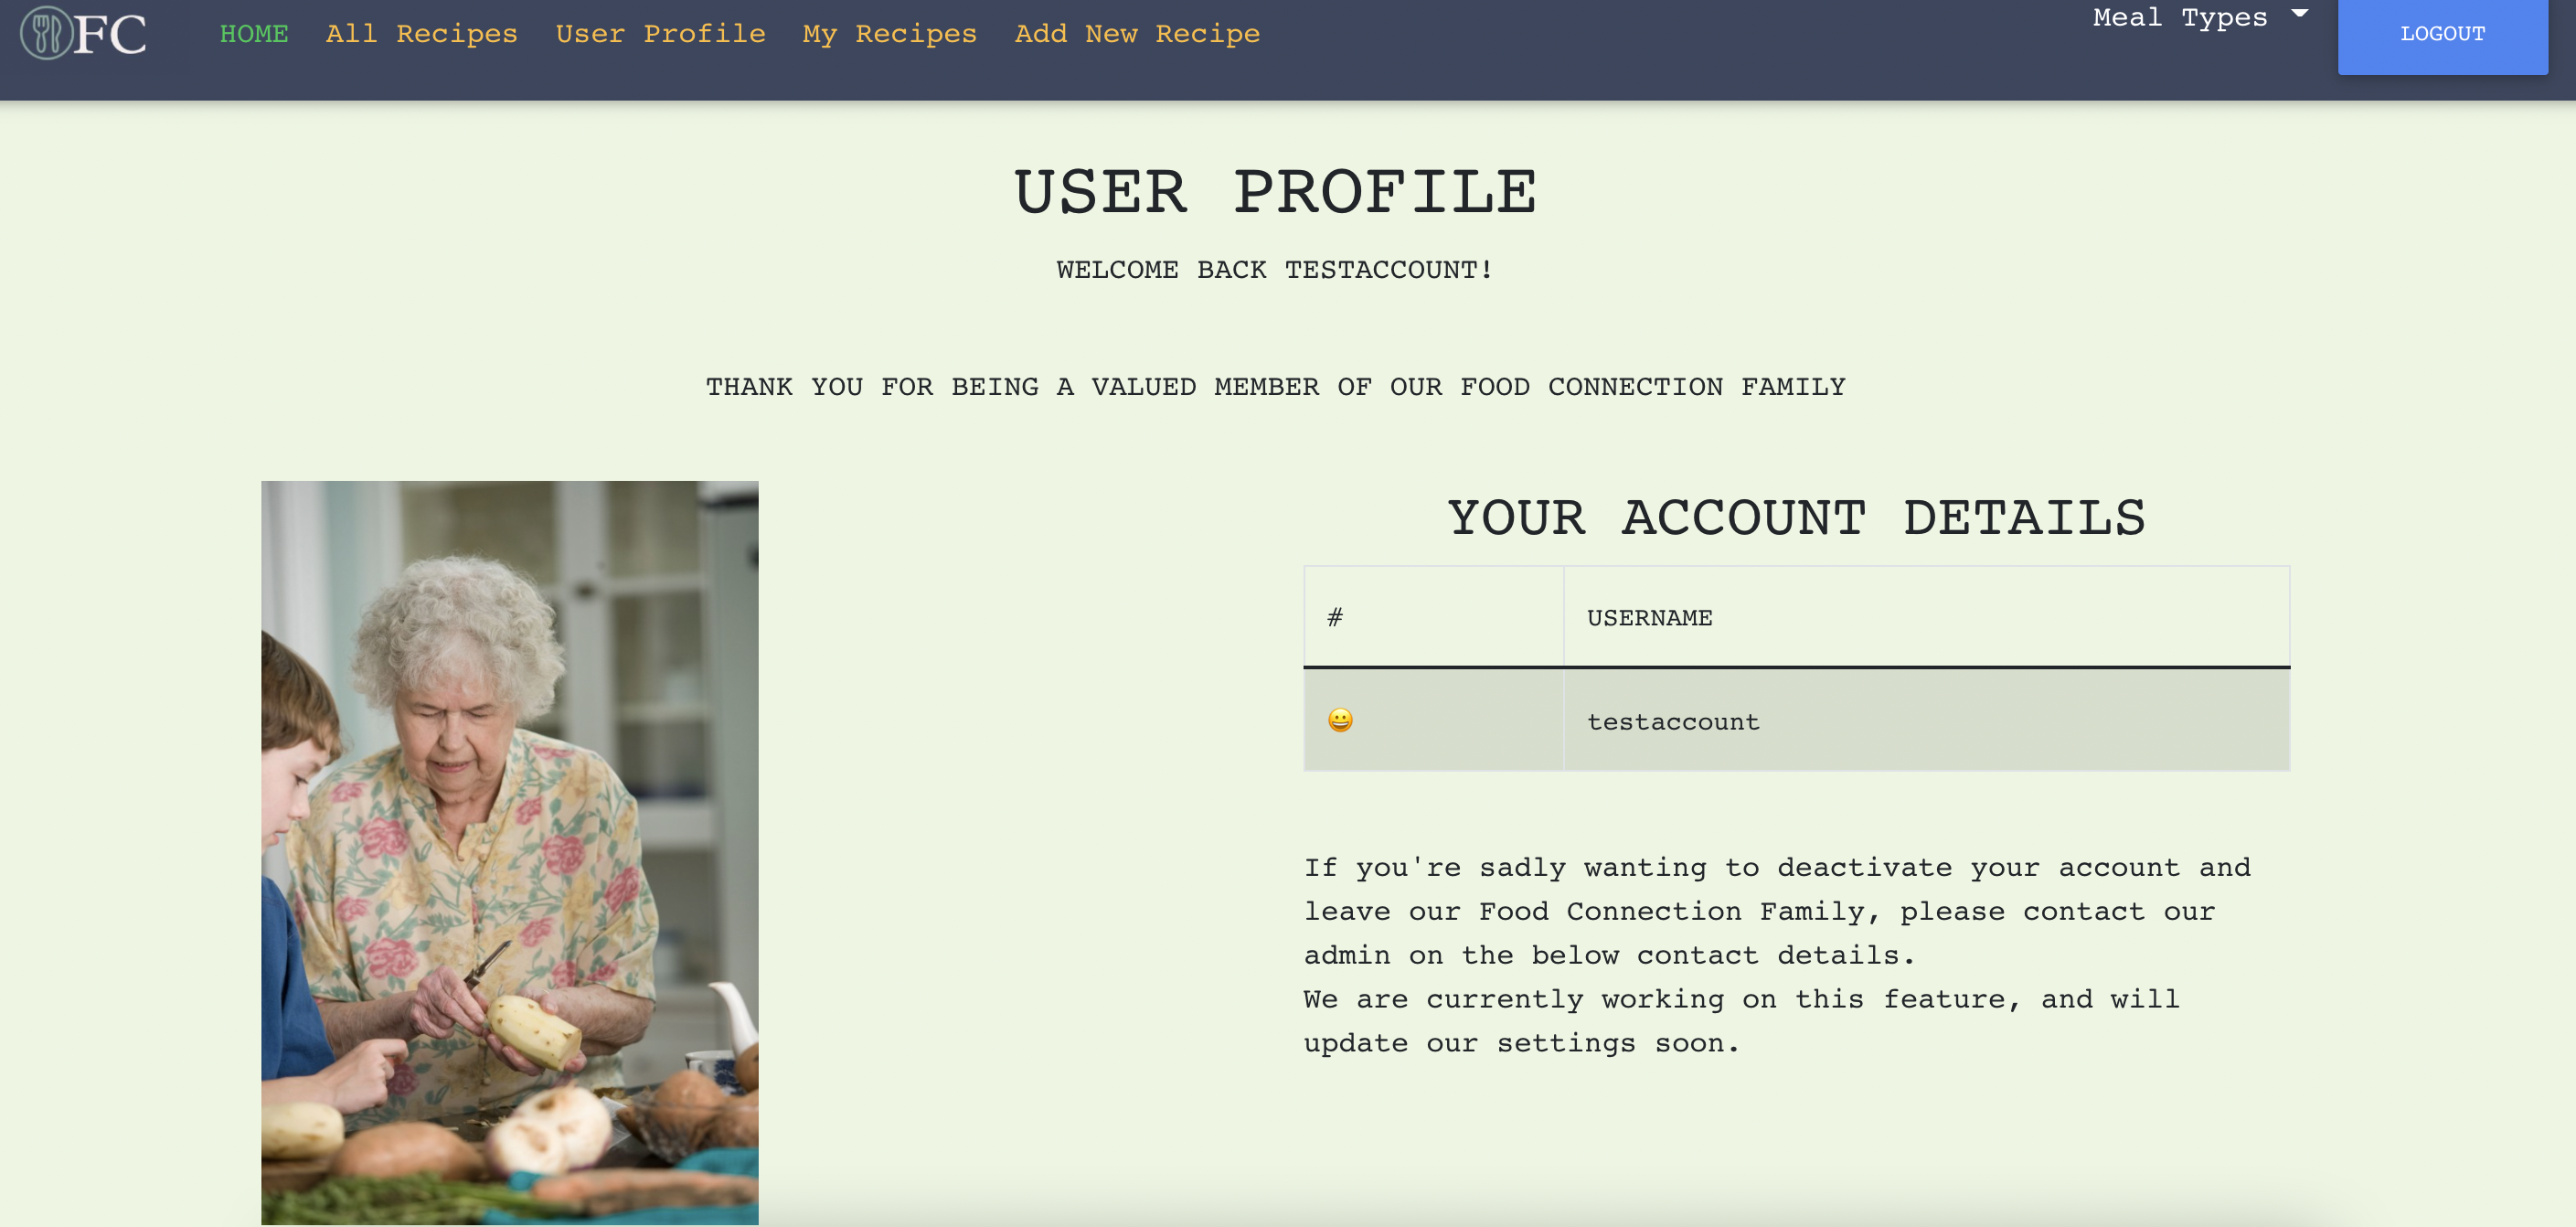 FC HOME All Recipes User Profile My Recipes Add New Recipe Meal Types LOGOUT
USER PROFILE
WELCOME BACK TESTACCOUNT!
THANK YOU FOR BEING A VALUED MEMBER OF OUR FOOD CONNECTION FAMILY
YOUR ACCOUNT DETAILS
# USERNAME
😀 testaccount
If you're sadly wanting to deactivate your account and
leave our Food Connection Family, please contact our
admin on the below contact details.
We are currently working on this feature, and will
update our settings soon.